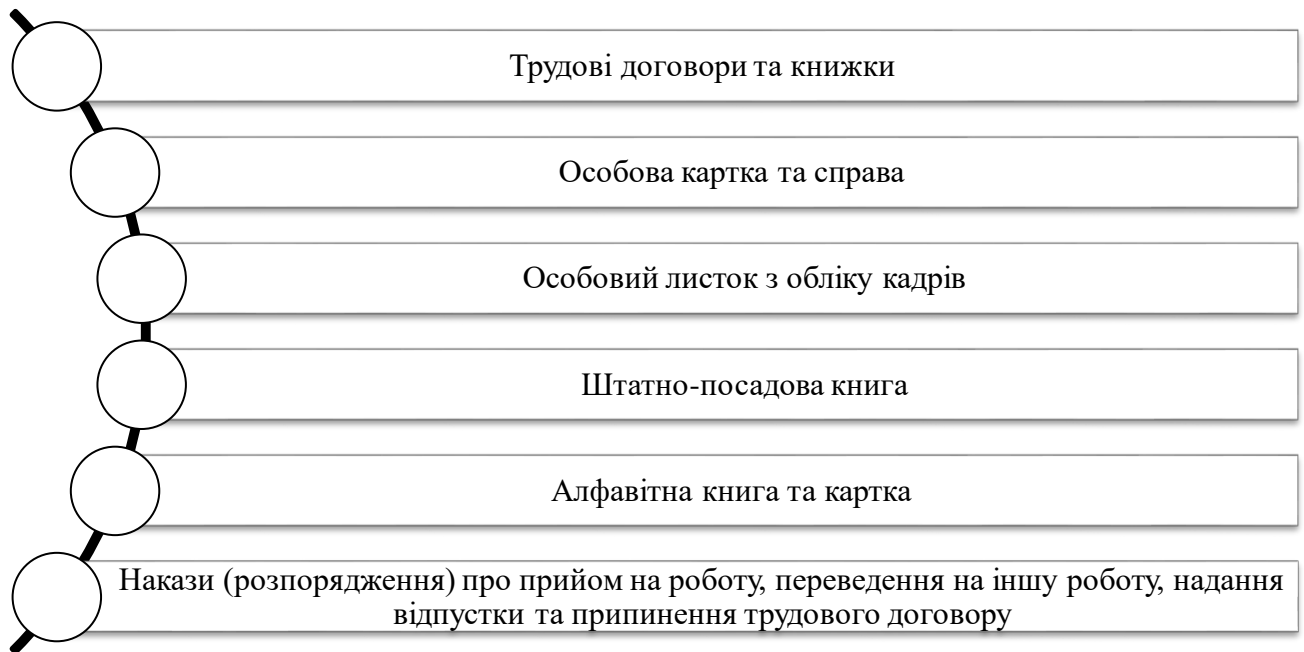 Трудові договори та книжки
Особова картка та справа
Особовий листок з обліку кадрів
Штатно-посадова книга
Алфавітна книга та картка
Накази (розпорядження) про прийом на роботу, переведення на іншу роботу, надання
відпустки та припинення трудового договору